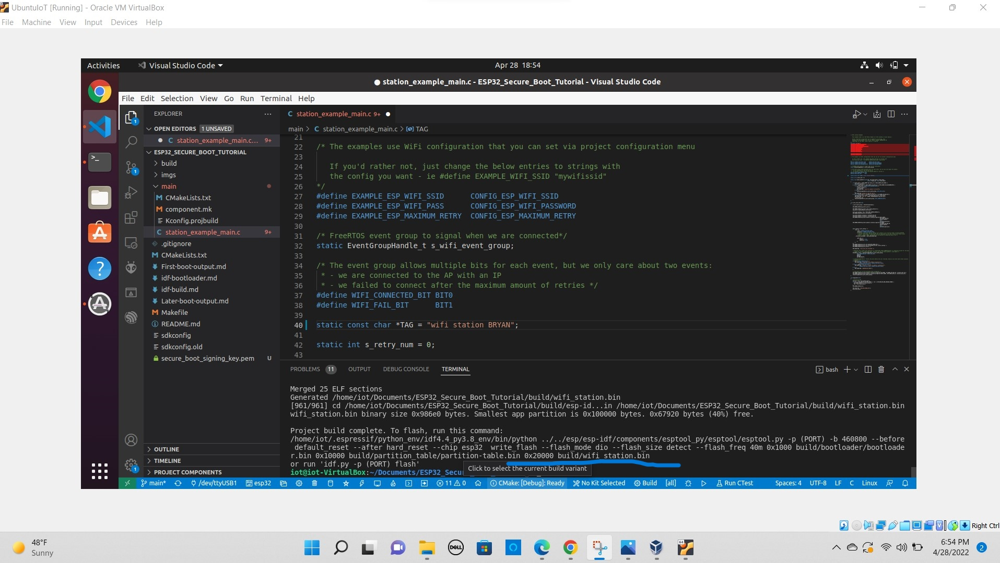 UbuntuIoT [Running] - Oracle VM VirtualBox
File Machine View Input Devices Help
Activities Visual Studio Code Apr 28 18:54
● station_example_main.c - ESP32_Secure_Boot_Tutorial - Visual Studio Code
File Edit Selection View Go Run Terminal Help
EXPLORER
OPEN EDITORS 1 UNSAVED
● C station_example_main.c... 9+
ESP32_SECURE_BOOT_TUTORIAL
build
imgs
main
M CMakeLists.txt
M component.mk
Kconfig.projbuild
C station_example_main.c 9+
.gitignore
M CMakeLists.txt
First-boot-output.md
idf-bootloader.md
idf-build.md
Later-boot-output.md
M Makefile
README.md
sdkconfig
sdkconfig.old
secure_boot_signing_key.pem U
OUTLINE
TIMELINE
PROJECT COMPONENTS
C station_example_main.c 9+ ●
main > C station_example_main.c > TAG
21
22 /* The examples use WiFi configuration that you can set via project configuration menu
23
24 If you'd rather not, just change the below entries to strings with
25 the config you want - ie #define EXAMPLE_WIFI_SSID "mywifissid"
26 */
27 #define EXAMPLE_ESP_WIFI_SSID CONFIG_ESP_WIFI_SSID
28 #define EXAMPLE_ESP_WIFI_PASS CONFIG_ESP_WIFI_PASSWORD
29 #define EXAMPLE_ESP_MAXIMUM_RETRY CONFIG_ESP_MAXIMUM_RETRY
30
31 /* FreeRTOS event group to signal when we are connected*/
32 static EventGroupHandle_t s_wifi_event_group;
33
34 /* The event group allows multiple bits for each event, but we only care about two events:
35 * - we are connected to the AP with an IP
36 * - we failed to connect after the maximum amount of retries */
37 #define WIFI_CONNECTED_BIT BIT0
38 #define WIFI_FAIL_BIT BIT1
39
40 static const char *TAG = "wifi station BRYAN";
41
42 static int s_retry_num = 0;
43
PROBLEMS 11 OUTPUT DEBUG CONSOLE TERMINAL bash
Merged 25 ELF sections
Generated /home/iot/Documents/ESP32_Secure_Boot_Tutorial/build/wifi_station.bin
[961/961] cd /home/iot/Documents/ESP32_Secure_Boot_Tutorial/build/esp-id...in /home/iot/Documents/ESP32_Secure_Boot_Tutorial/build/wifi_station.bin
wifi_station.bin binary size 0x986e0 bytes. Smallest app partition is 0x100000 bytes. 0x67920 bytes (40%) free.
Project build complete. To flash, run this command:
/home/iot/.espressif/python_env/idf4.4_py3.8_env/bin/python ../../esp/esp-idf/components/esptool_py/esptool/esptool.py -p (PORT) -b 460800 --before
default_reset --after hard_reset --chip esp32 write_flash --flash_mode dio --flash_size detect --flash_freq 40m 0x1000 build/bootloader/bootloade
r.bin 0x10000 build/partition_table/partition-table.bin 0x20000 build/wifi_station.bin
or run 'idf.py -p (PORT) flash'
iot@iot-VirtualBox:~/Documents/ESP32_Secu
Click to select the current build variant
main* /dev/ttyUSB1 esp32 11 0 CMake: [Debug]: Ready No Kit Selected Build [all] Run CTest Spaces: 4 UTF-8 LF C Linux
Right Ctrl
48°F
Sunny
DELL
64
6:54 PM
4/28/2022
2